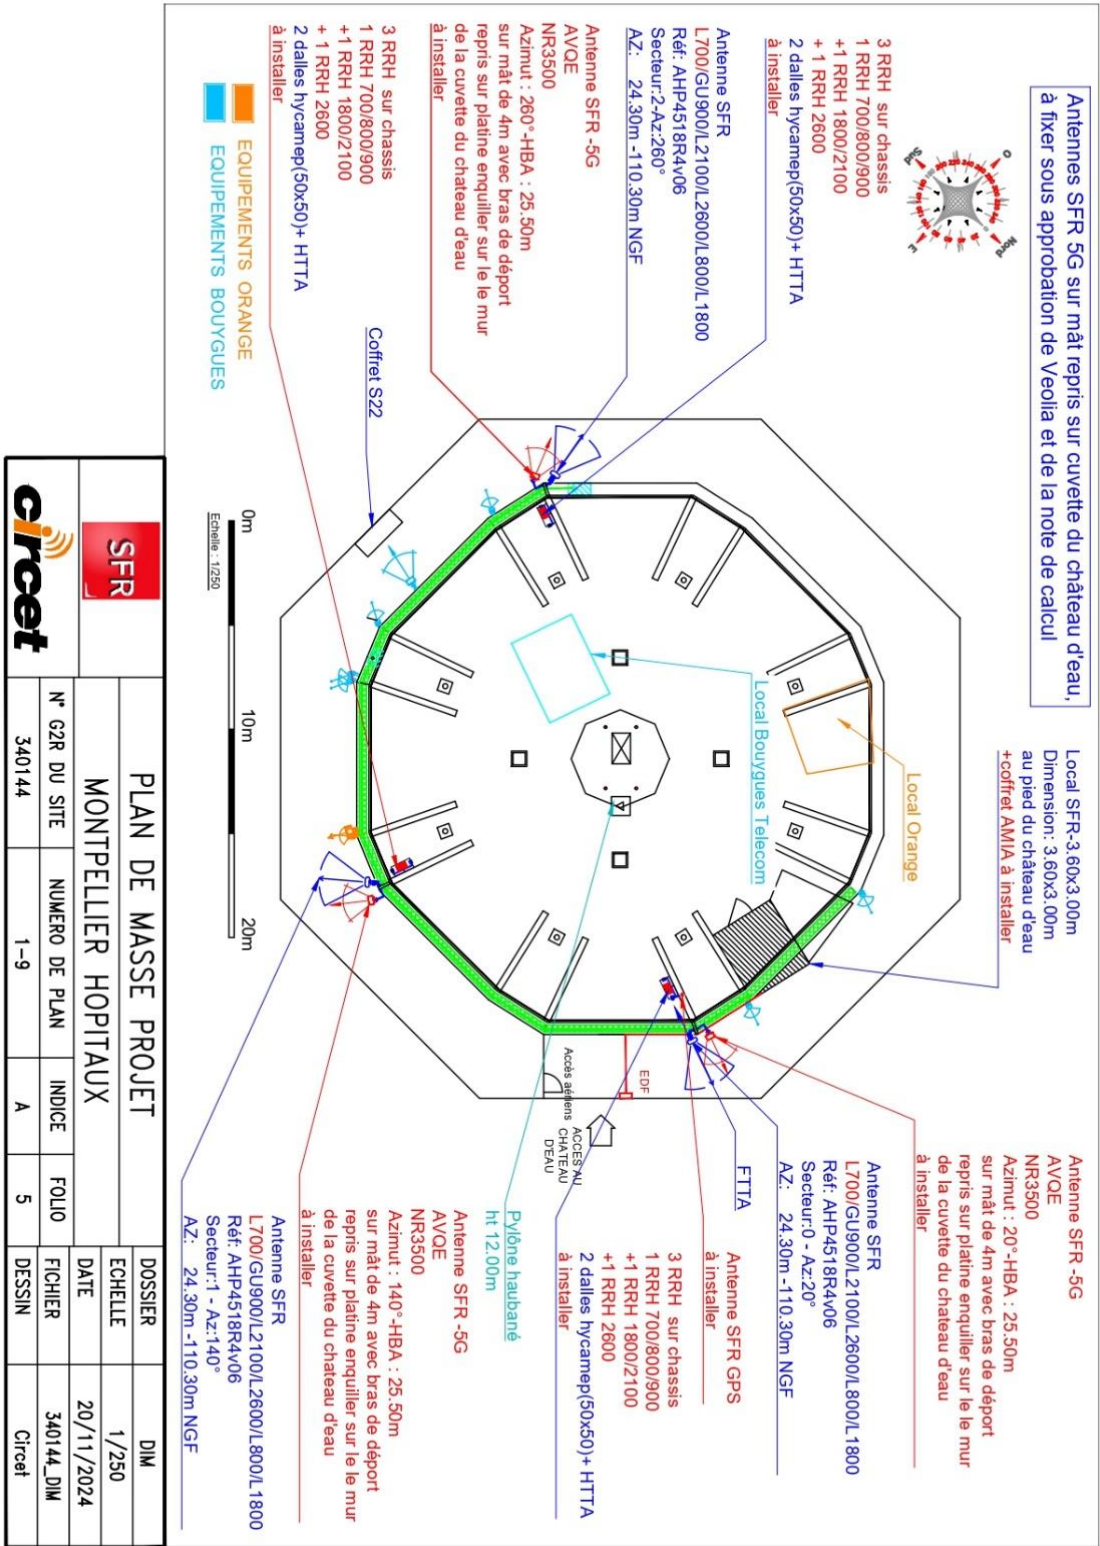 Antennes SFR 5G sur mât repris sur cuvette du château d'eau,
à fixer sous approbation de Veolia et de la note de calcul
O
Nord
Sud
E
3 RRH sur chassis
1 RRH 700/800/900
+1 RRH 1800/2100
+ 1 RRH 2600
2 dalles hycamep(50x50)+ HTTA
à installer
Antenne SFR
L700/GU900/L2100/L2600/L800/L1800
Réf: AHP4518R4v06
Secteur:2-Az:260°
AZ: 24.30m -110.30m NGF
Antenne SFR -5G
AVQE
NR3500
Azimut : 260°-HBA : 25.50m
sur mât de 4m avec bras de déport
repris sur platine enquiller sur le le mur
de la cuvette du chateau d'eau
à installer
3 RRH sur chassis
1 RRH 700/800/900
+1 RRH 1800/2100
+ 1 RRH 2600
2 dalles hycamep(50x50)+ HTTA
à installer
EQUIPEMENTS ORANGE
EQUIPEMENTS BOUYGUES
Coffret S22
0m
10m
20m
Echelle : 1/250
Local SFR-3.60x3.00m
Dimension: 3.60x3.00m
au pied du château d'eau
+coffret AMIA à installer
Local Orange
Local Bouygues Telecom
EDF
Accès aériens
ACCES AU
CHATEAU
D'EAU
Antenne SFR -5G
AVQE
NR3500
Azimut : 20°-HBA : 25.50m
sur mât de 4m avec bras de déport
repris sur platine enquiller sur le le mur
de la cuvette du chateau d'eau
à installer
Antenne SFR
L700/GU900/L2100/L2600/L800/L1800
Réf: AHP4518R4v06
Secteur:0 - Az:20°
AZ: 24.30m -110.30m NGF
FTTA
Antenne SFR GPS
à installer
3 RRH sur chassis
1 RRH 700/800/900
+1 RRH 1800/2100
+1 RRH 2600
2 dalles hycamep(50x50)+ HTTA
à installer
Pylône haubané
ht 12.00m
Antenne SFR -5G
AVQE
NR3500
Azimut : 140°-HBA : 25.50m
sur mât de 4m avec bras de déport
repris sur platine enquiller sur le le mur
de la cuvette du chateau d'eau
à installer
Antenne SFR
L700/GU900/L2100/L2600/L800/L1800
Réf: AHP4518R4v06
Secteur:1 - Az:140°
AZ: 24.30m -110.30m NGF
SFR
circet
PLAN DE MASSE PROJET
MONTPELLIER HOPITAUX
N° G2R DU SITE
NUMERO DE PLAN
INDICE
FOLIO
340144
1-9
A
5
DOSSIER
DIM
ECHELLE
1/250
DATE
20/11/2024
FICHIER
340144_DIM
DESSIN
Circet